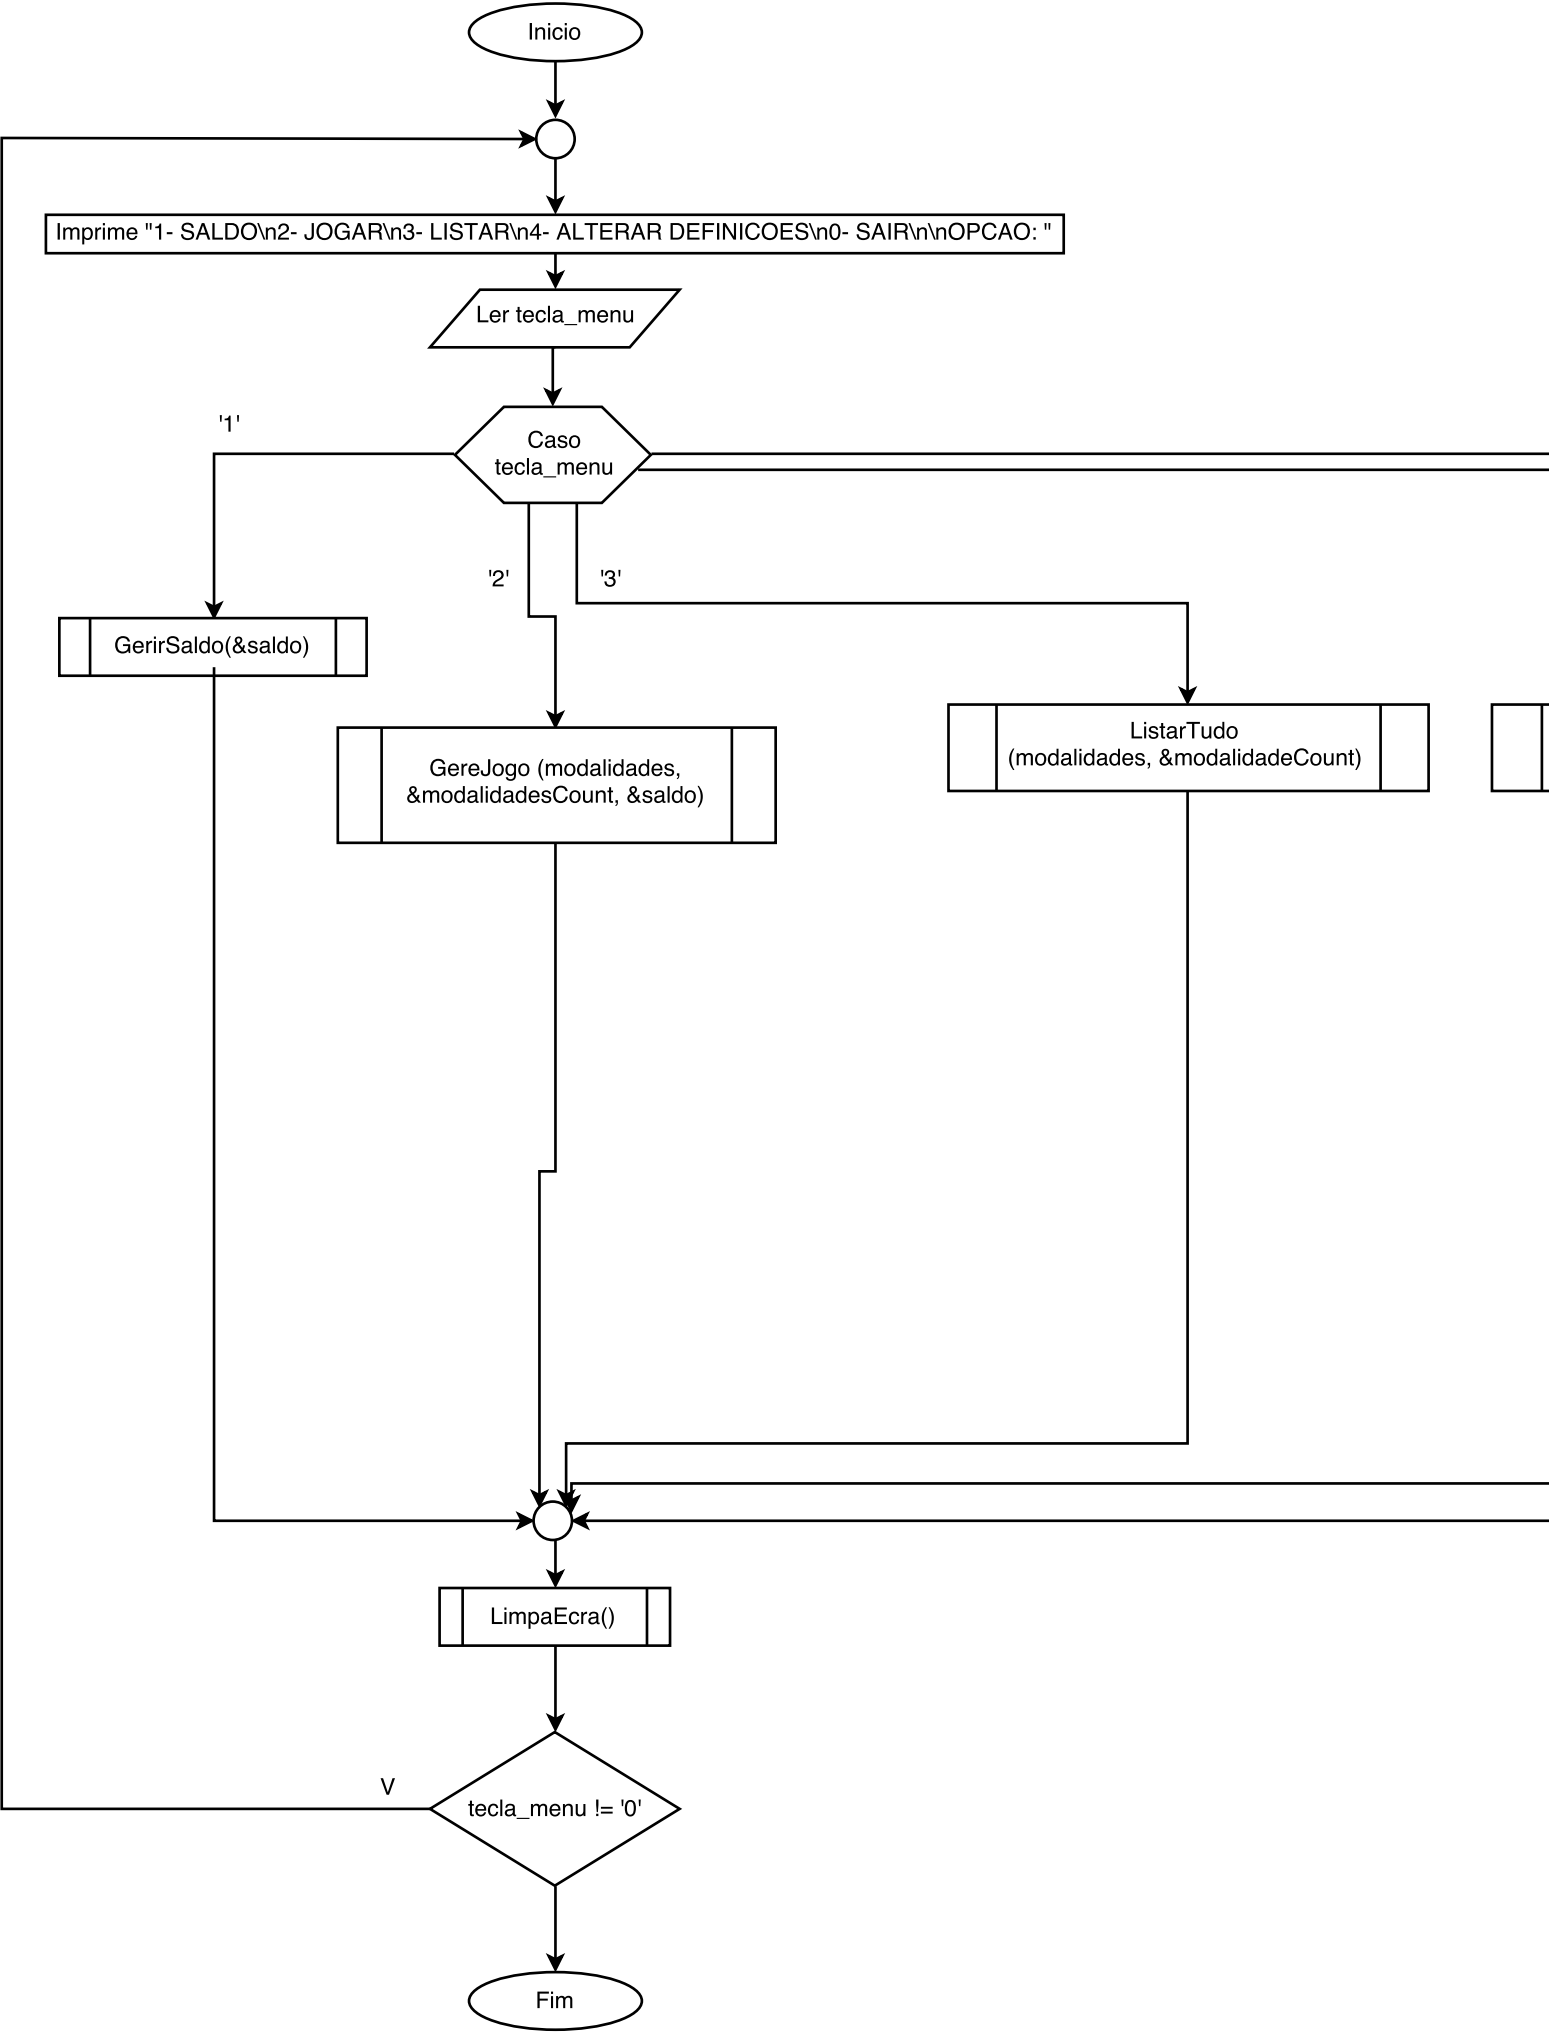 Inicio
Imprime "1- SALDO\n2- JOGAR\n3- LISTAR\n4- ALTERAR DEFINICOES\n0- SAIR\n\nOPCAO: "
Ler tecla_menu
'1'
Caso
tecla_menu
'2'
'3'
GerirSaldo(&saldo)
GereJogo (modalidades,
&modalidadesCount, &saldo)
ListarTudo
(modalidades, &modalidadeCount)
LimpaEcra()
V
tecla_menu != '0'
Fim